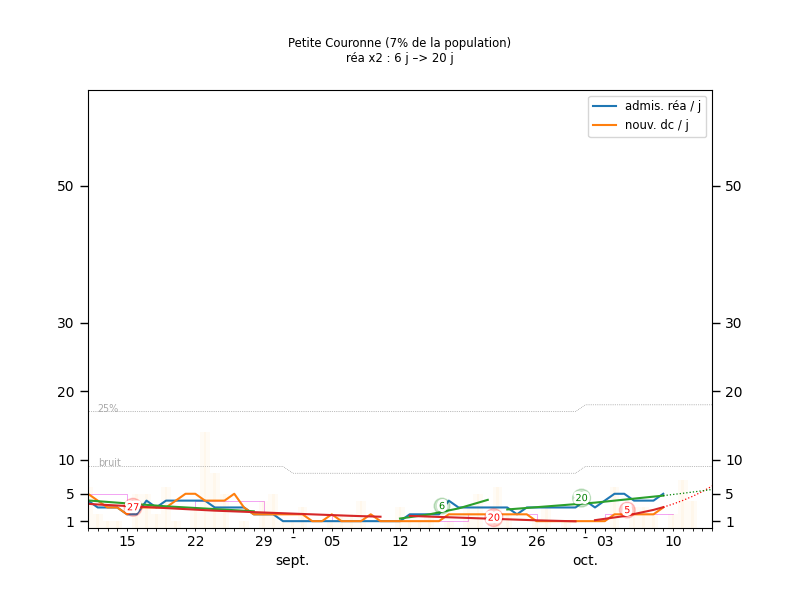 Petite Couronne (7% de la population)
réa x2 : 6 j –> 20 j
admis. réa / j
nouv. dc / j
50 50
30 30
20 20
25%
10 10
bruit
5 5
1 1
27 6 20 20 5
15 22 29 - 05 12 19 26 - 03 10
sept. oct.